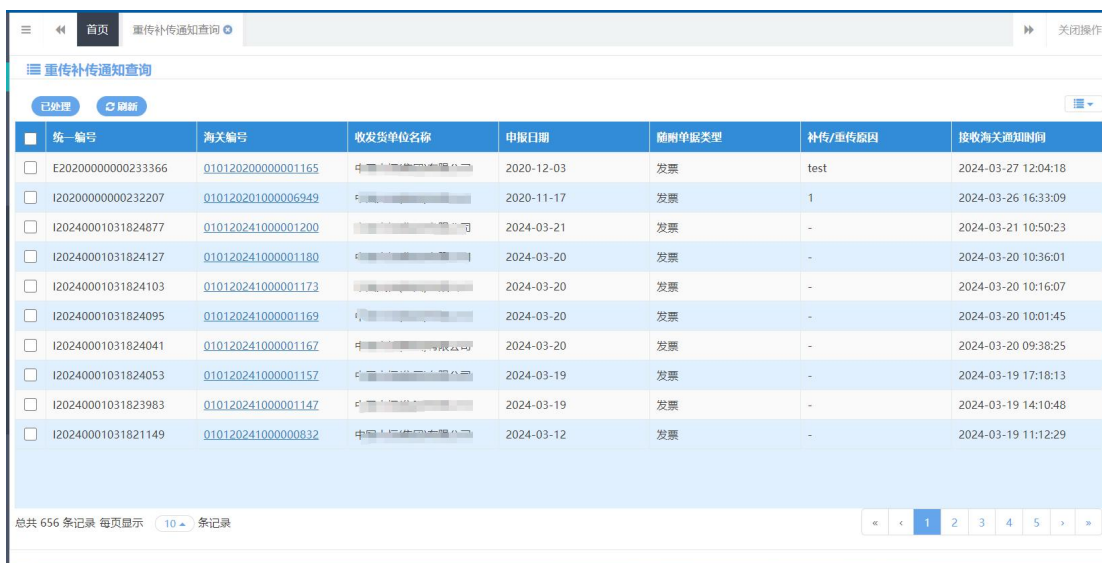 首页 重传补传通知查询 关闭操作
重传补传通知查询
已处理 刷新
统一编号 海关编号 收发货单位名称 申报日期 随附单据类型 补传/重传原因 接收海关通知时间
E20200000000233366 010120200000001165 2020-12-03 发票 test 2024-03-27 12:04:18
I20200000000232207 010120201000006949 2020-11-17 发票 1 2024-03-26 16:33:09
I20240001031824877 010120241000001200 2024-03-21 发票 - 2024-03-21 10:50:23
I20240001031824127 010120241000001180 2024-03-20 发票 - 2024-03-20 10:36:01
I20240001031824103 010120241000001173 2024-03-20 发票 - 2024-03-20 10:16:07
I20240001031824095 010120241000001169 2024-03-20 发票 - 2024-03-20 10:01:45
I20240001031824041 010120241000001167 2024-03-20 发票 - 2024-03-20 09:38:25
I20240001031824053 010120241000001157 2024-03-19 发票 - 2024-03-19 17:18:13
I20240001031823983 010120241000001147 2024-03-19 发票 - 2024-03-19 14:10:48
I20240001031821149 010120241000000832 2024-03-12 发票 - 2024-03-19 11:12:29
总共 656 条记录 每页显示 10 条记录 « ‹ 1 2 3 4 5 › »